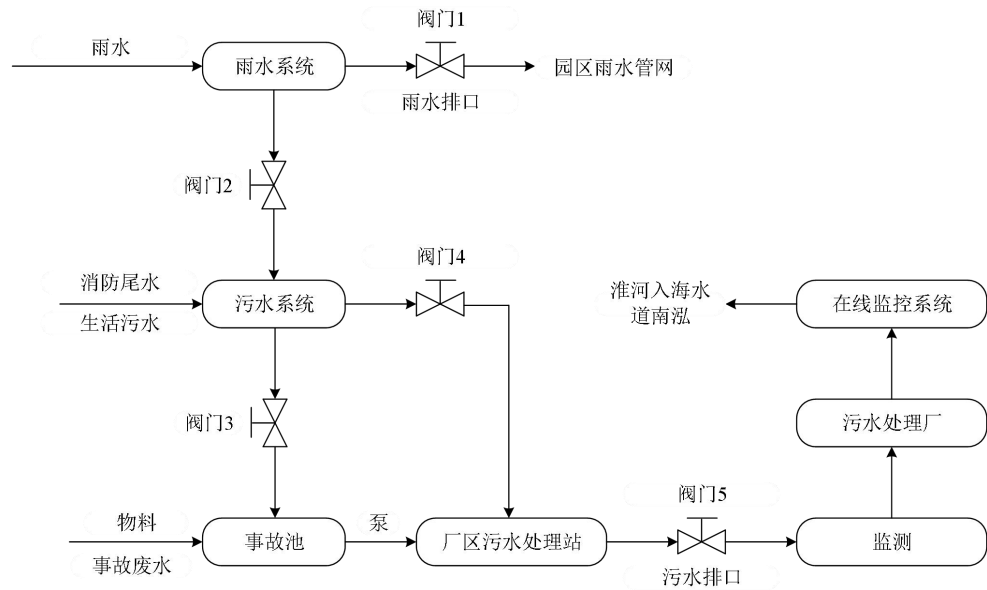 阀门1
雨水
雨水系统
园区雨水管网
雨水排口
阀门2
阀门4
消防尾水
生活污水
污水系统
淮河入海水
道南泓
在线监控系统
阀门3
污水处理厂
阀门5
物料
事故废水
事故池
泵
厂区污水处理站
污水排口
监测